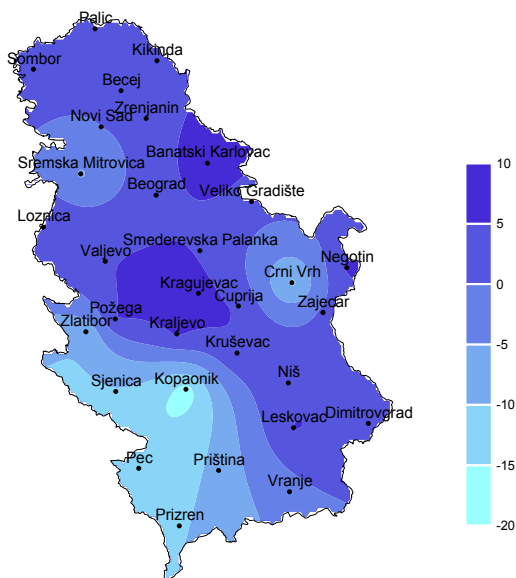 Palic
Kikinda
Sombor
Becej
Zrenjanin
Novi Sad
Banatski Karlovac
Sremska Mitrovica
Beograd
Veliko Gradište
Loznica
Smederevska Palanka
Valjevo
Negotin
Crni Vrh
Kragujevac
Cuprija
Zajecar
Požega
Zlatibor
Kraljevo
Kruševac
Niš
Kopaonik
Sjenica
Dimitrovgrad
Leskovac
Pec
Priština
Vranje
Prizren
10
5
0
-5
-10
-15
-20